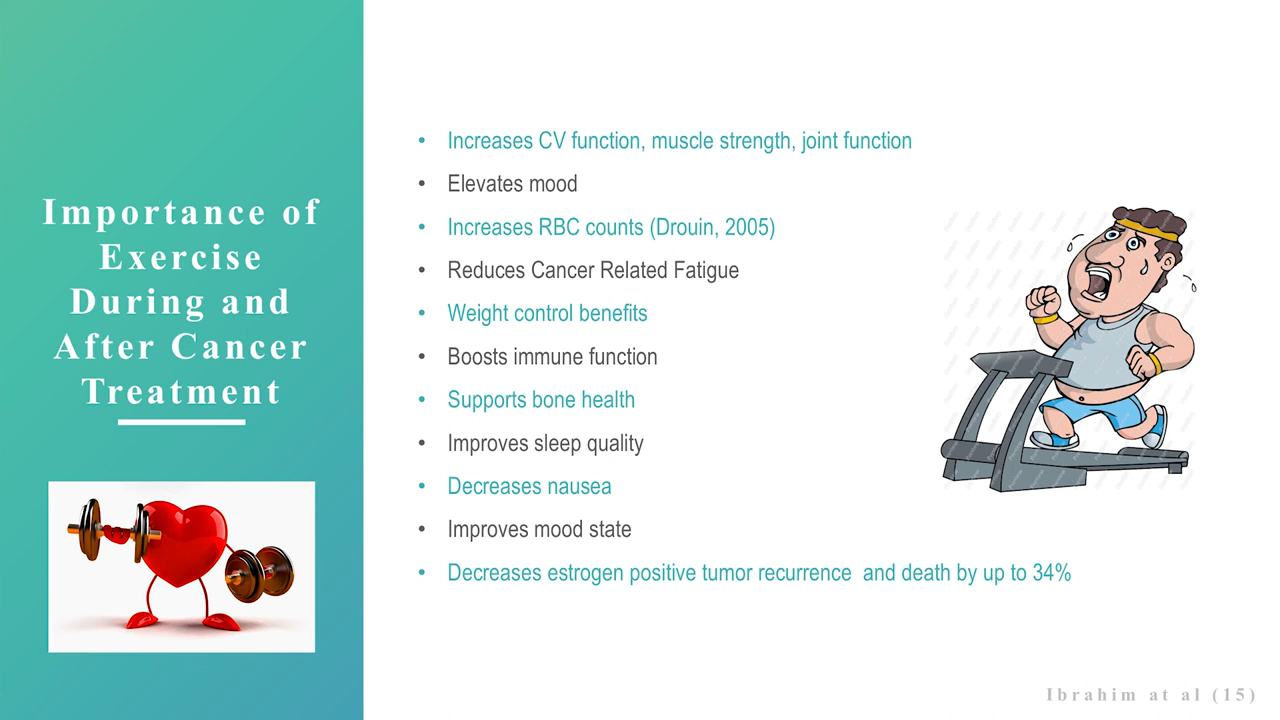 Importance of
Exercise
During and
After Cancer
Treatment
• Increases CV function, muscle strength, joint function
• Elevates mood
• Increases RBC counts (Drouin, 2005)
• Reduces Cancer Related Fatigue
• Weight control benefits
• Boosts immune function
• Supports bone health
• Improves sleep quality
• Decreases nausea
• Improves mood state
• Decreases estrogen positive tumor recurrence  and death by up to 34%
Ibrahim at al (15)